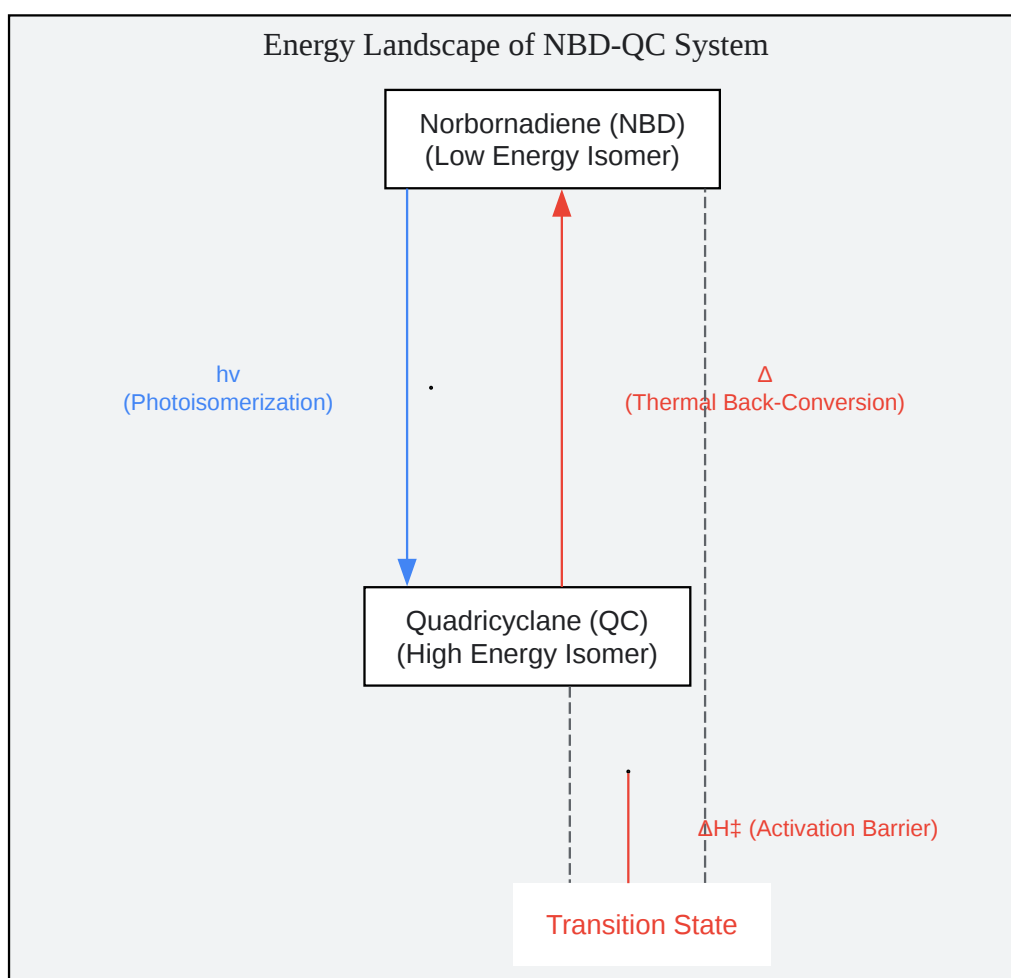 Energy Landscape of NBD-QC System
Norbornadiene (NBD)
(Low Energy Isomer)
hv
(Photoisomerization)
Δ
(Thermal Back-Conversion)
Quadricyclane (QC)
(High Energy Isomer)
ΔH‡ (Activation Barrier)
Transition State